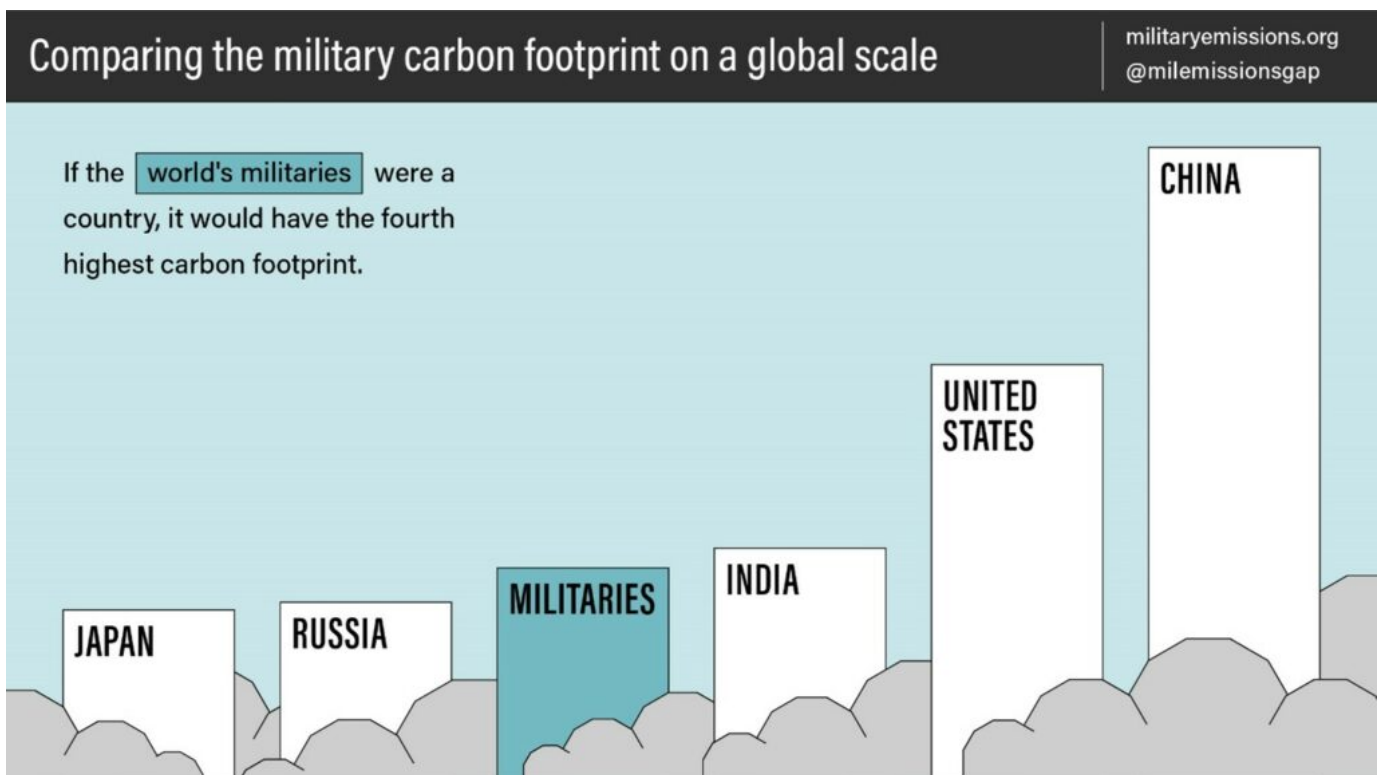 Comparing the military carbon footprint on a global scale
militaryemissions.org
@milemissionsgap
If the world's militaries were a
country, it would have the fourth
highest carbon footprint.
JAPAN
RUSSIA
MILITARIES
INDIA
UNITED
STATES
CHINA